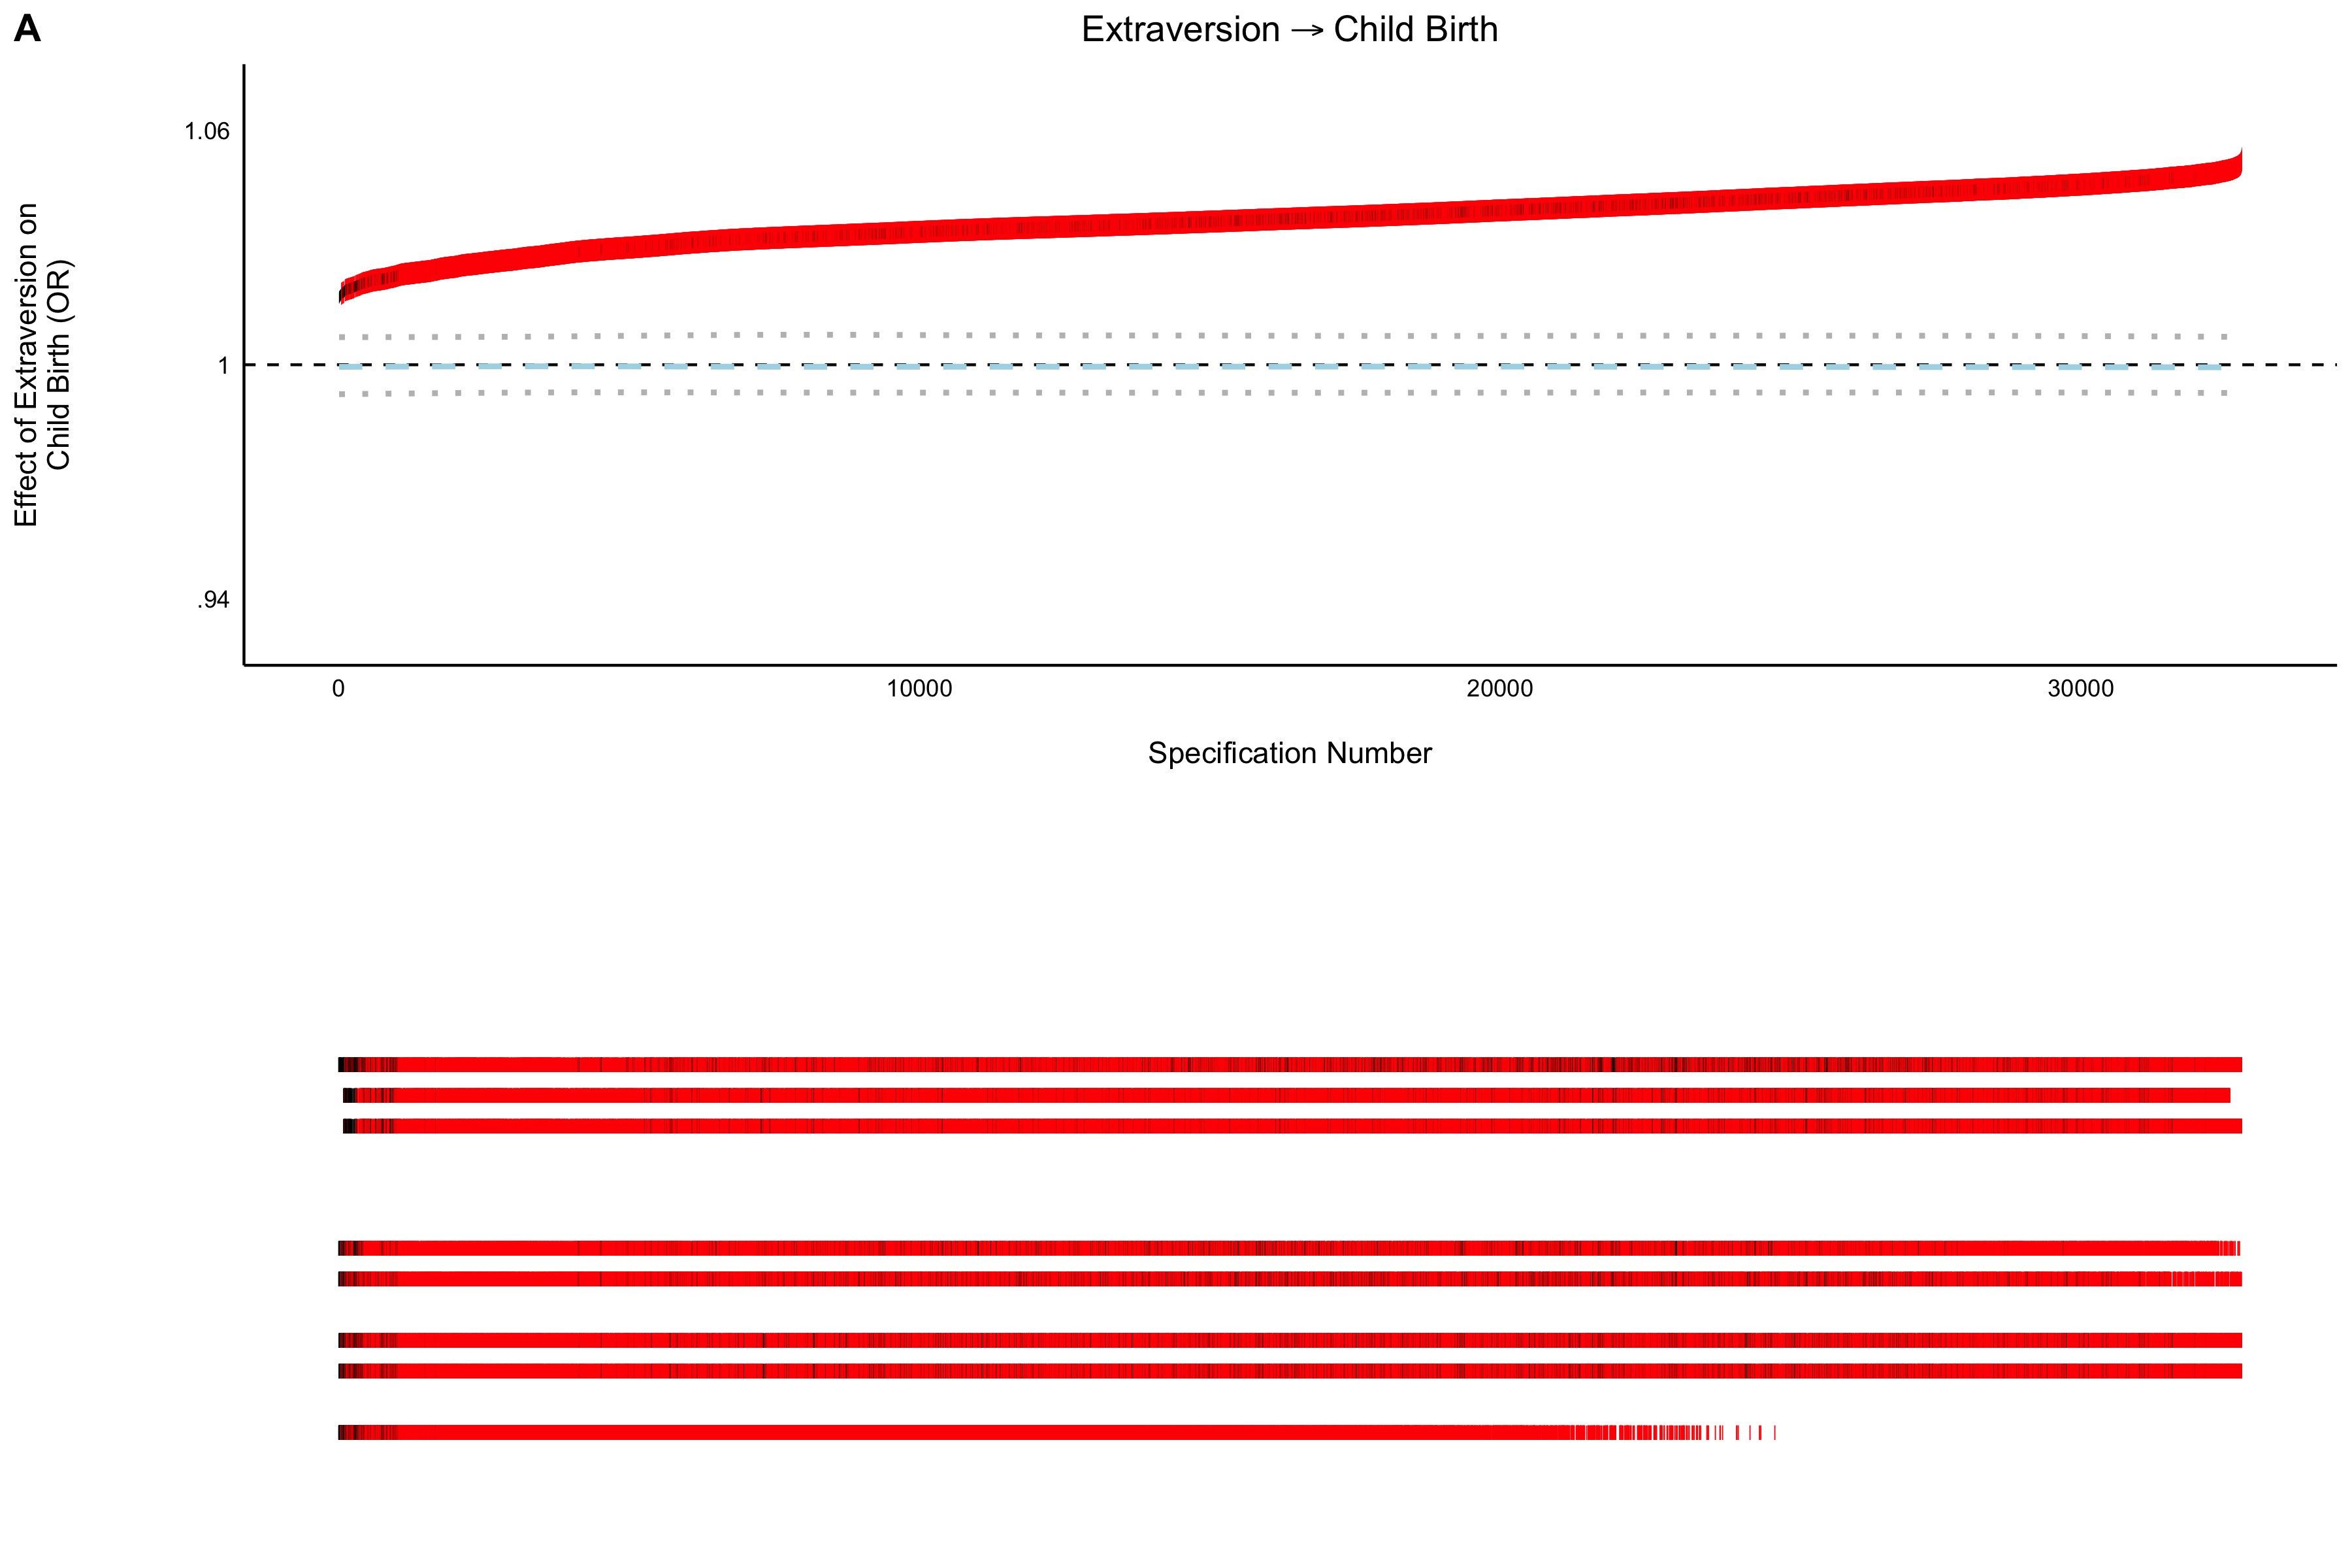 A
Extraversion → Child Birth
Effect of Extraversion on
Child Birth (OR)
1.06
1
.94
0 10000 20000 30000
Specification Number